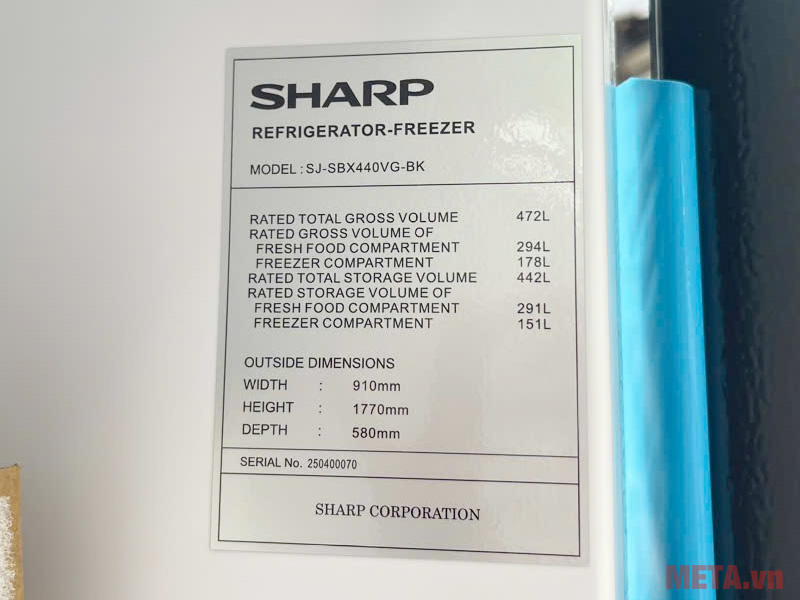 SHARP
REFRIGERATOR-FREEZER
MODEL : SJ-SBX440VG-BK
RATED TOTAL GROSS VOLUME 472L
RATED GROSS VOLUME OF
FRESH FOOD COMPARTMENT 294L
FREEZER COMPARTMENT 178L
RATED TOTAL STORAGE VOLUME 442L
RATED STORAGE VOLUME OF
FRESH FOOD COMPARTMENT 291L
FREEZER COMPARTMENT 151L
OUTSIDE DIMENSIONS
WIDTH : 910mm
HEIGHT : 1770mm
DEPTH : 580mm
SERIAL No. 250400070
SHARP CORPORATION
META.vn